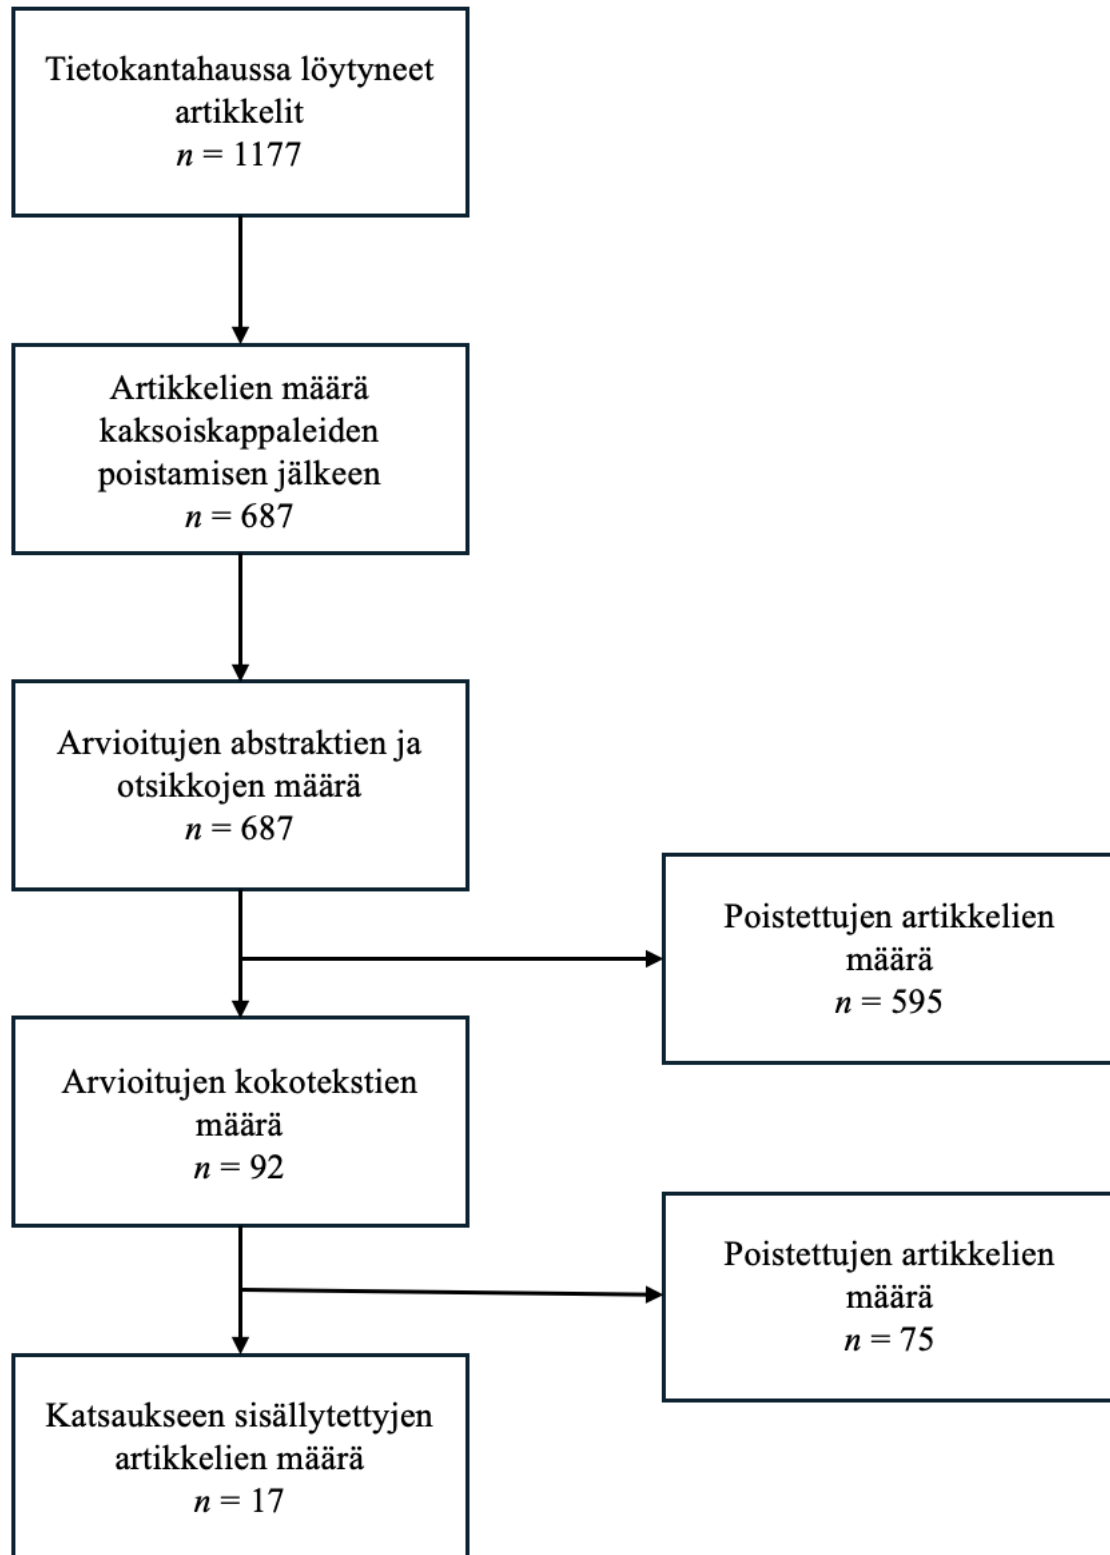 Tietokantahaussa löytyneet
artikkelit
n = 1177
Artikkelien määrä
kaksoiskappaleiden
poistamisen jälkeen
n = 687
Arvioitujen abstraktien ja
otsikkojen määrä
n = 687
Poistettujen artikkelien
määrä
n = 595
Arvioitujen kokotekstien
määrä
n = 92
Poistettujen artikkelien
määrä
n = 75
Katsaukseen sisällytettyjen
artikkelien määrä
n = 17